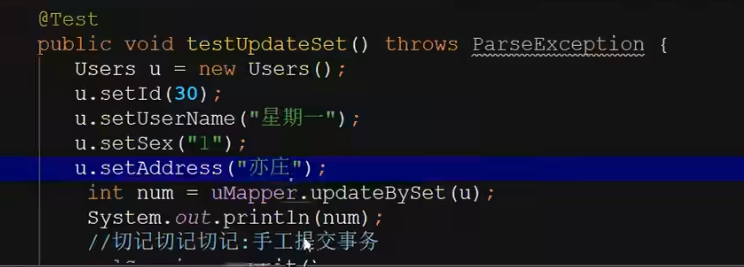 @Test
public void testUpdateSet() throws ParseException {
Users u = new Users();
u.setId(30);
u.setUserName("星期一");
u.setSex("1");
u.setAddress("亦庄");
int num = uMapper.updateBySet(u);
System.out.println(num);
//切记切记切记:手工提交事务